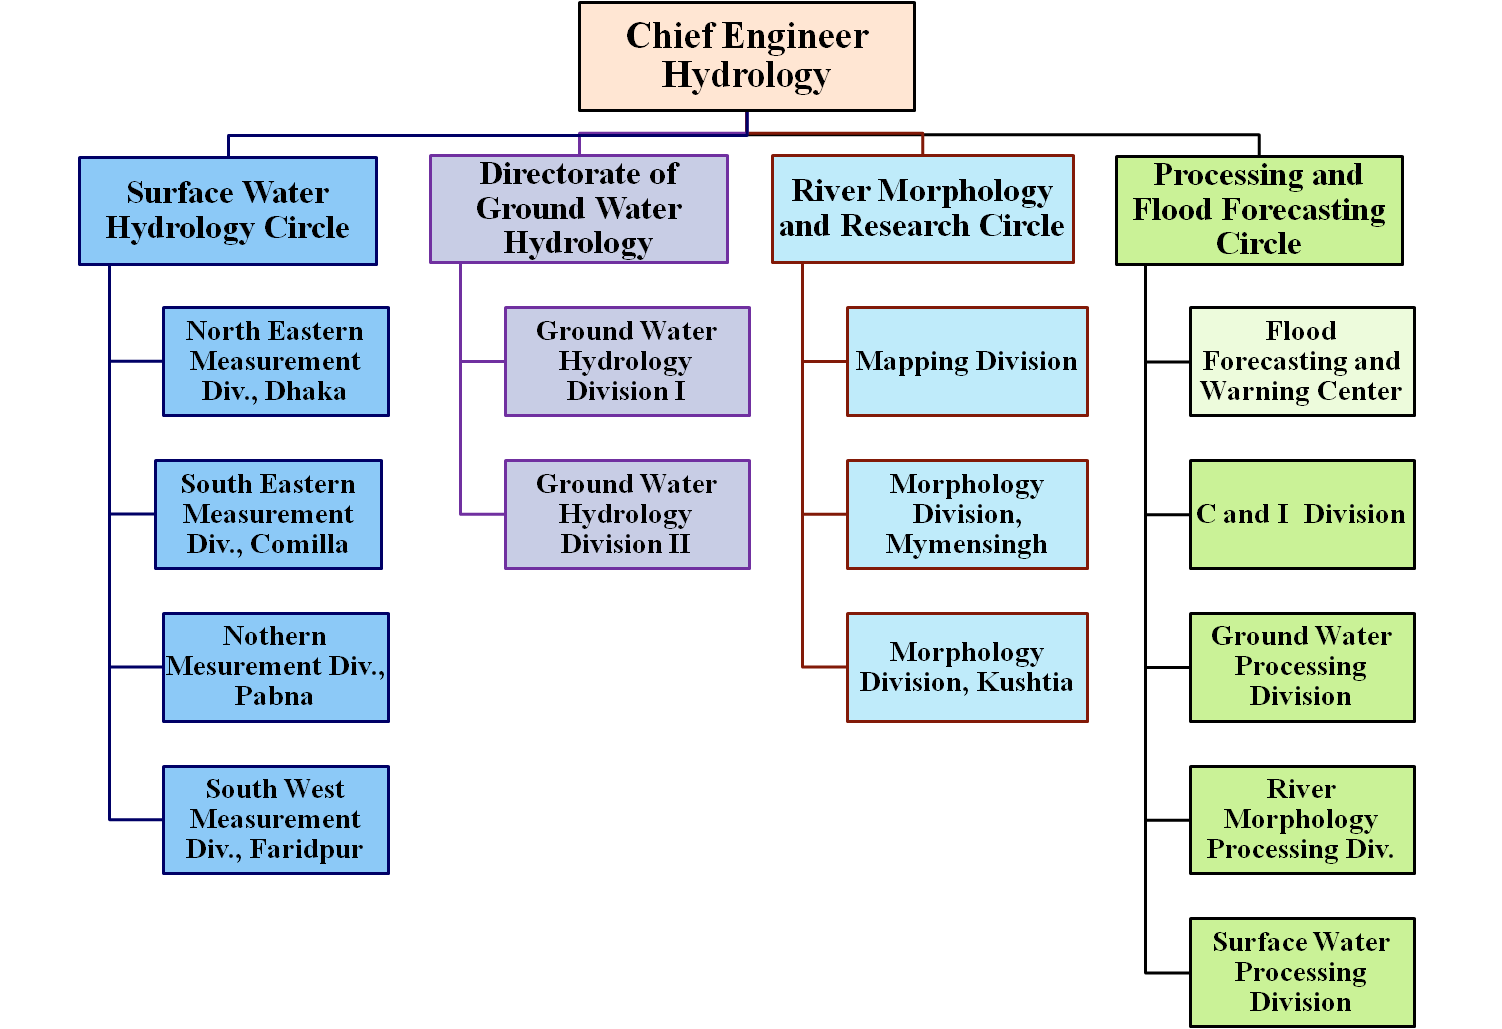 Chief Engineer
Hydrology
Surface Water
Hydrology Circle
North Eastern
Measurement
Div., Dhaka
South Eastern
Measurement
Div., Comilla
Nothern
Mesurement Div.,
Pabna
South West
Measurement
Div., Faridpur
Directorate of
Ground Water
Hydrology
Ground Water
Hydrology
Division I
Ground Water
Hydrology
Division II
River Morphology
and Research Circle
Mapping Division
Morphology
Division,
Mymensingh
Morphology
Division, Kushtia
Processing and
Flood Forecasting
Circle
Flood
Forecasting and
Warning Center
C and I  Division
Ground Water
Processing
Division
River
Morphology
Processing Div.
Surface Water
Processing
Division